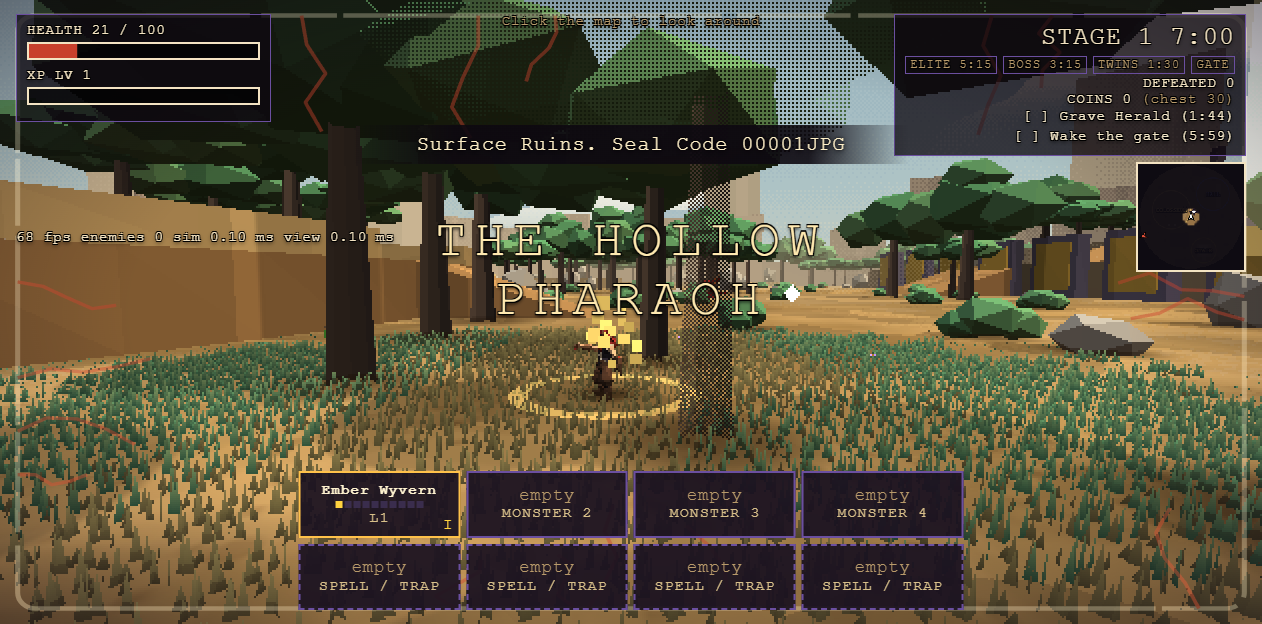 HEALTH 21 / 100
XP LV 1
Click the map to look around
STAGE 1 7:00
ELITE 5:15 BOSS 3:15 TWINS 1:30 GATE
DEFEATED 0
COINS 0 (chest 30)
[ ] Grave Herald (1:44)
[ ] Wake the gate (5:59)
Surface Ruins. Seal Code 00001JPG
68 fps enemies 0 sim 0.10 ms view 0.10 ms
THE HOLLOW
PHARAOH
Ember Wyvern
L1
I
empty
MONSTER 2
empty
MONSTER 3
empty
MONSTER 4
empty
SPELL / TRAP
empty
SPELL / TRAP
empty
SPELL / TRAP
empty
SPELL / TRAP